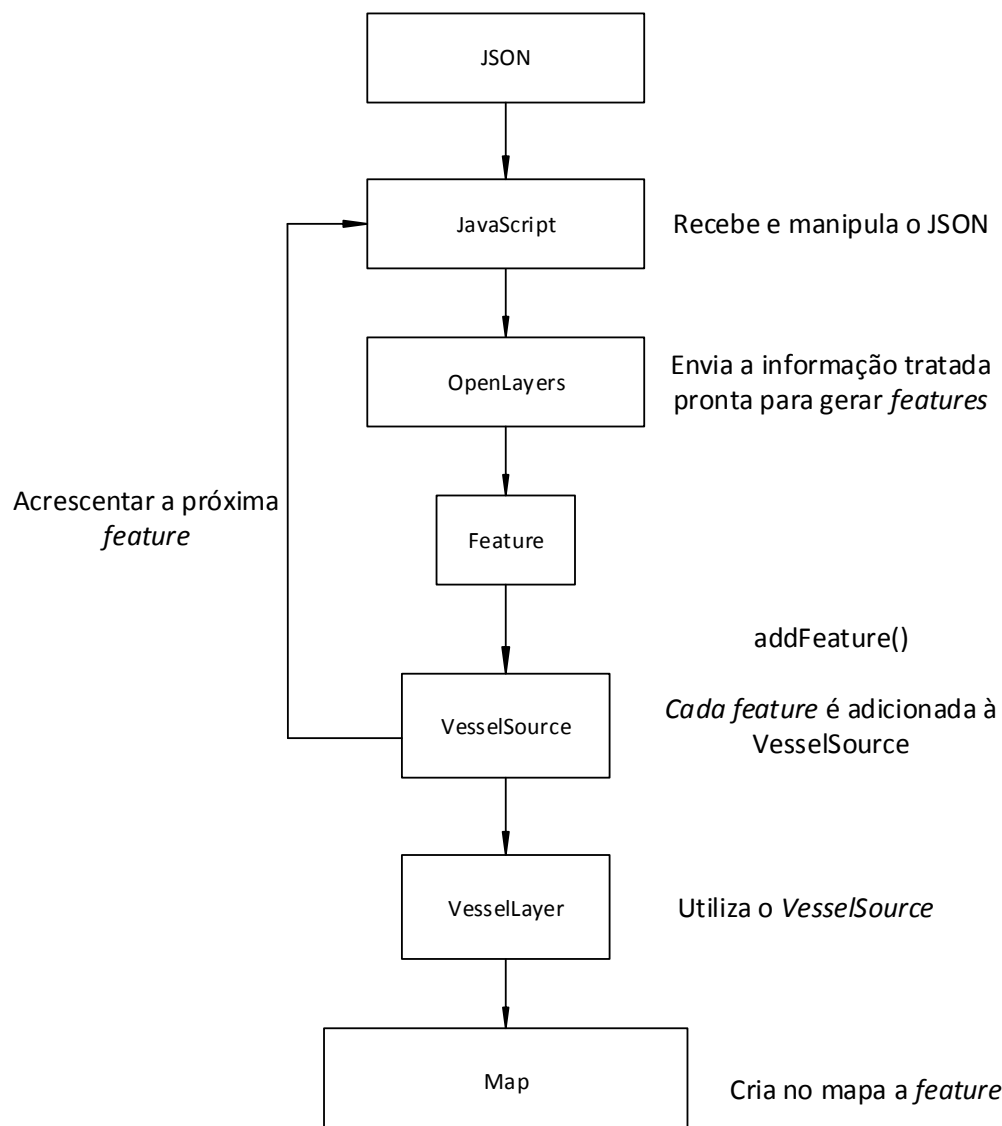 JSON
JavaScript
Recebe e manipula o JSON
OpenLayers
Envia a informação tratada
pronta para gerar features
Acrescentar a próxima
feature
Feature
addFeature()
VesselSource
Cada feature é adicionada à
VesselSource
VesselLayer
Utiliza o VesselSource
Map
Cria no mapa a feature